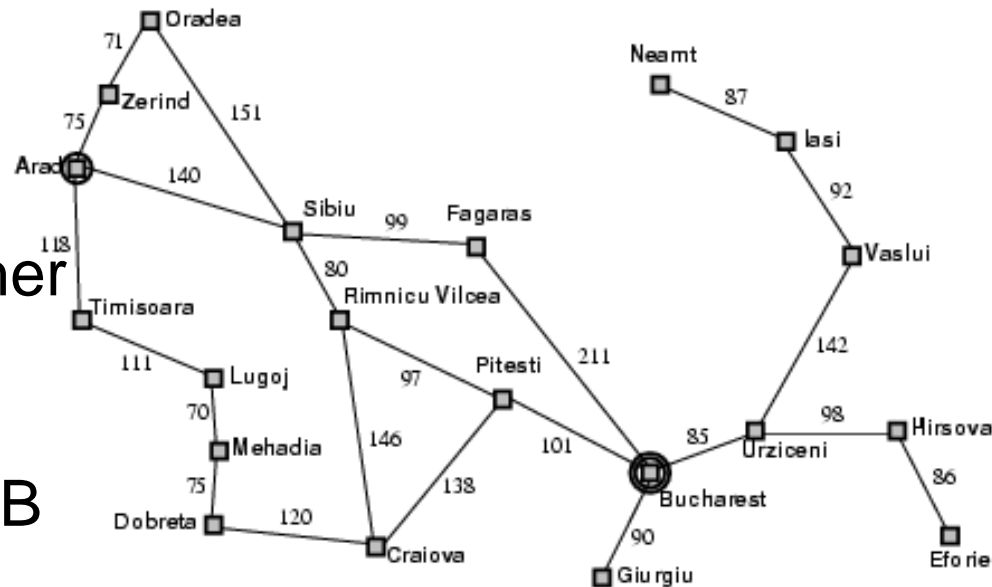 Oradea
71
Neamt
Zerind
87
75
151
Iasi
Arad
140
92
Sibiu
99
Fagaras
118
80
Vaslui
her
Rimnicu Vilcea
Timisoara
142
111
211
Pitesti
Lugoj
97
70
98
Hirsova
146
101
85
Urziceni
Mehadia
138
86
75
B
Bucharest
Dobreta
120
90
Craiova
Eforie
Giurgiu